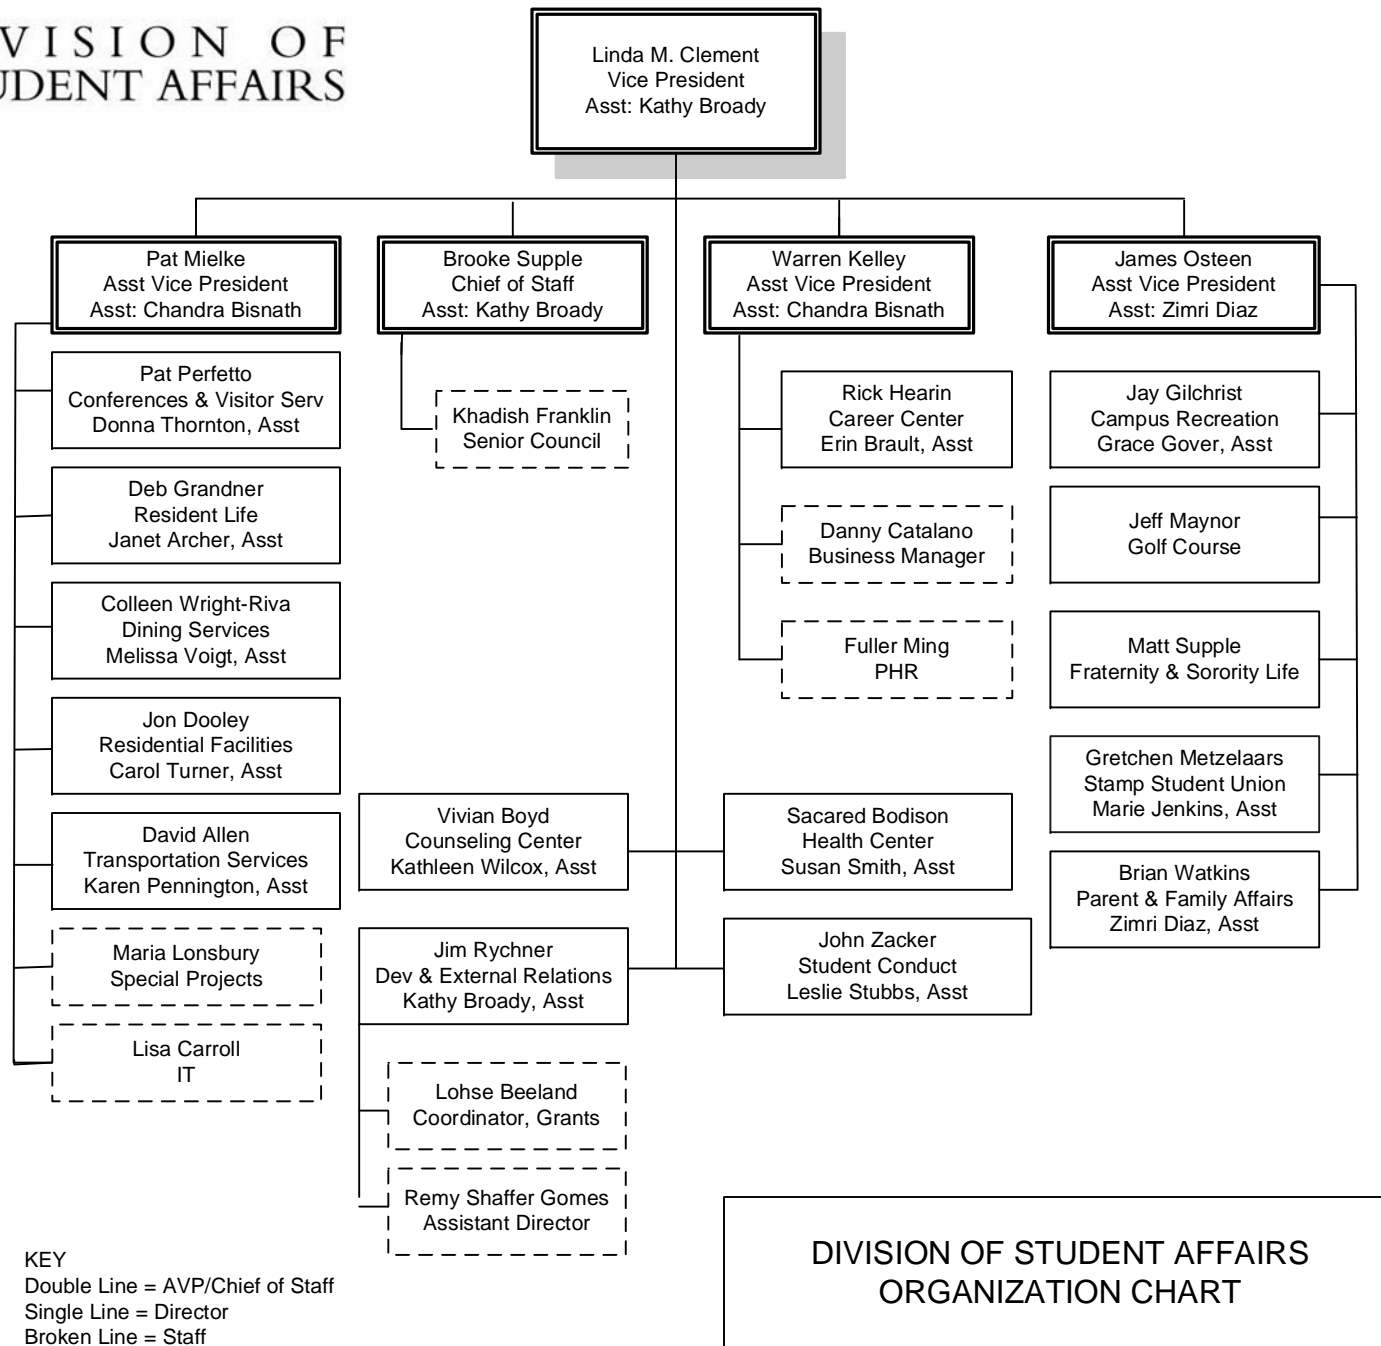 VISION OF
UDENT AFFAIRS
Linda M. Clement
Vice President
Asst: Kathy Broady
Pat Mielke
Asst Vice President
Asst: Chandra Bisnath
Brooke Supple
Chief of Staff
Asst: Kathy Broady
Warren Kelley
Asst Vice President
Asst: Chandra Bisnath
James Osteen
Asst Vice President
Asst: Zimri Diaz
Pat Perfetto
Conferences & Visitor Serv
Donna Thornton, Asst
Deb Grandner
Resident Life
Janet Archer, Asst
Colleen Wright-Riva
Dining Services
Melissa Voigt, Asst
Jon Dooley
Residential Facilities
Carol Turner, Asst
David Allen
Transportation Services
Karen Pennington, Asst
Maria Lonsbury
Special Projects
Lisa Carroll
IT
Khadish Franklin
Senior Council
Rick Hearin
Career Center
Erin Brault, Asst
Danny Catalano
Business Manager
Fuller Ming
PHR
Jay Gilchrist
Campus Recreation
Grace Gover, Asst
Jeff Maynor
Golf Course
Matt Supple
Fraternity & Sorority Life
Gretchen Metzelaars
Stamp Student Union
Marie Jenkins, Asst
Brian Watkins
Parent & Family Affairs
Zimri Diaz, Asst
Vivian Boyd
Counseling Center
Kathleen Wilcox, Asst
Sacared Bodison
Health Center
Susan Smith, Asst
Jim Rychner
Dev & External Relations
Kathy Broady, Asst
John Zacker
Student Conduct
Leslie Stubbs, Asst
Lohse Beeland
Coordinator, Grants
Remy Shaffer Gomes
Assistant Director
KEY
Double Line = AVP/Chief of Staff
Single Line = Director
Broken Line = Staff
DIVISION OF STUDENT AFFAIRS
ORGANIZATION CHART